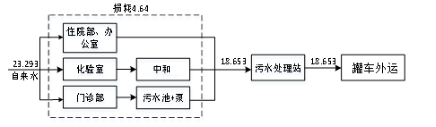 损耗4.64
住院部、办
公室
23.293
自来水
化验室
中和
18.653
污水处理站
18.653
罐车外运
门诊部
污水池+泵